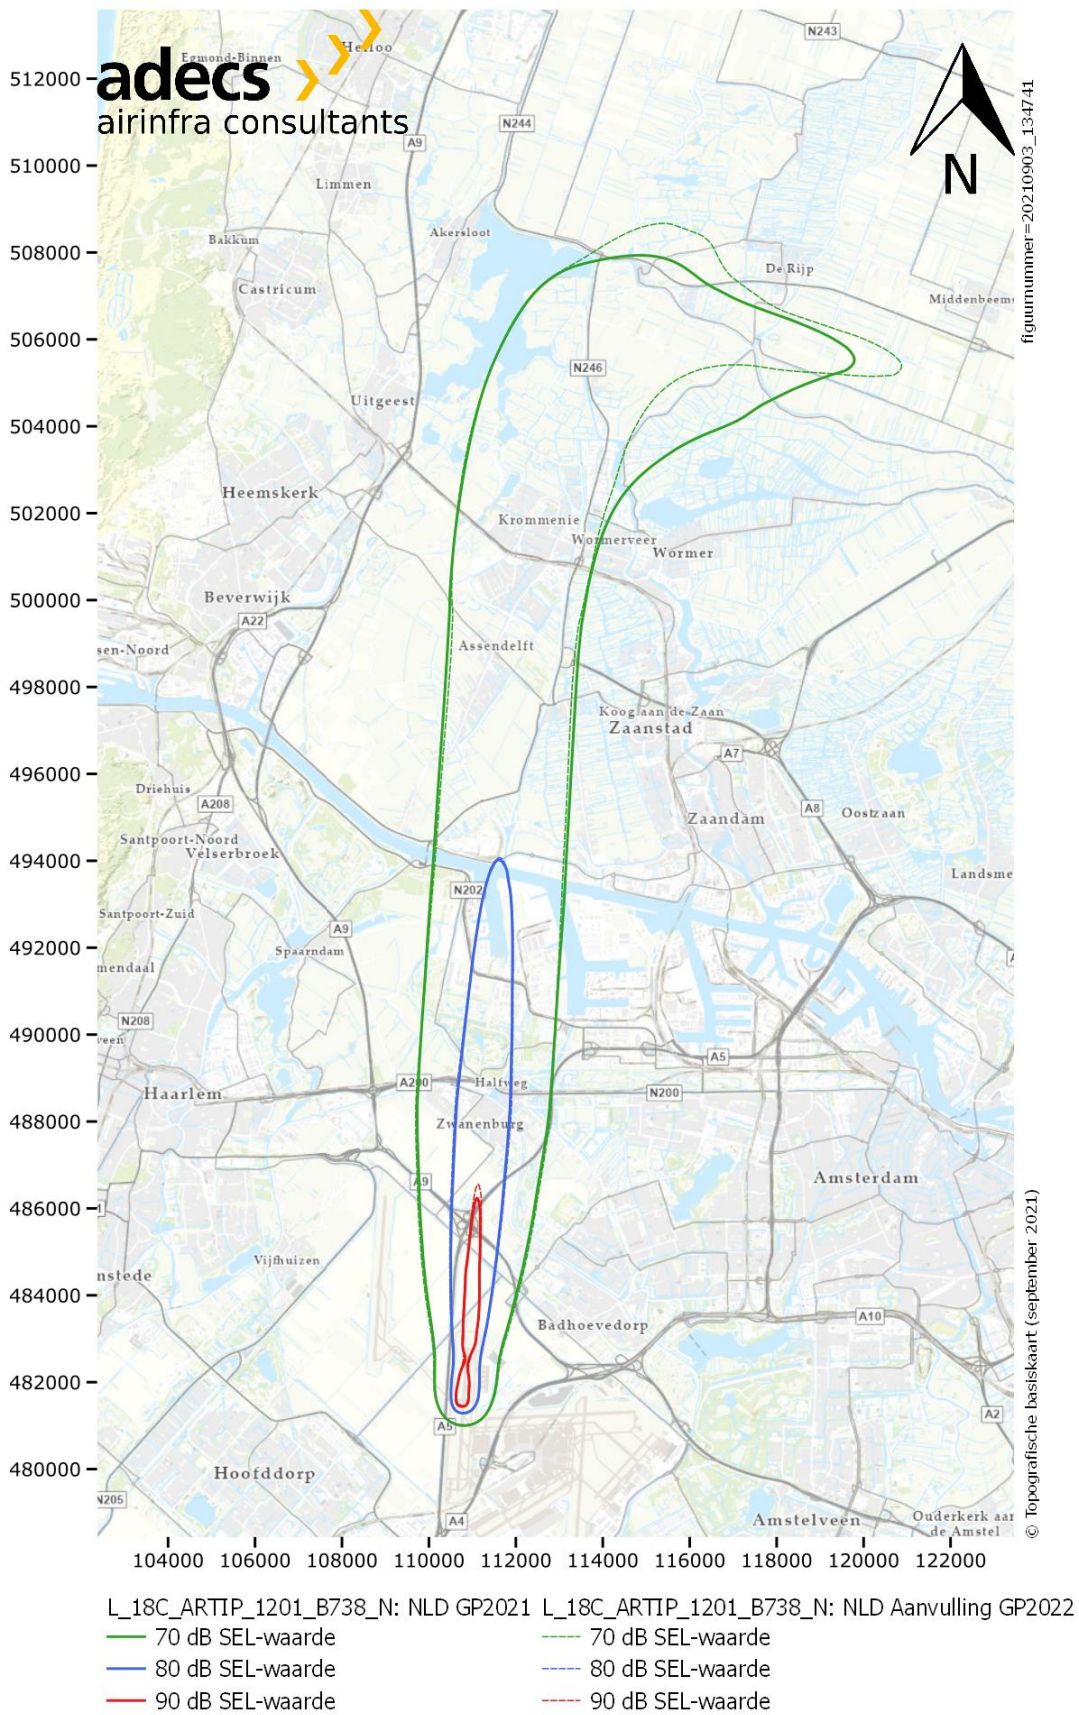 N243
Heiloo
Egmond-Binnen
adecs
airinfra consultants
N244
A9
N
figuurnummer=20210903_134741
512000
510000
508000
506000
504000
502000
500000
498000
496000
494000
492000
490000
488000
486000
484000
482000
480000
Limmen
Akersloot
Bakkum
De Rijp
Castricum
Middenbeems
N246
Uitgeest
Heemskerk
Krommenie
Wormerveer
Wormer
Beverwijk
A22
sen-Noord
Assendelft
Koog aan de Zaan
Zaanstad
A7
Driehuis
A208
A8
Oostzaan
Zaandam
Santpoort-Noord
Velserbroek
Landsme
N202
Santpoort-Zuid
A9
Spaarndam
mendaal
N208
veen
A5
A200
Halfweg
Haarlem
N200
Zwanenburg
Amsterdam
A9
Vijfhuizen
nstede
A10
Badhoevedorp
A2
A5
Hoofddorp
N205
A4
Amstelveen
Ouderkerk aan
de Amstel
© Topografische basiskaart (september 2021)
104000 106000 108000 110000 112000 114000 116000 118000 120000 122000
L_18C_ARTIP_1201_B738_N: NLD GP2021
70 dB SEL-waarde
80 dB SEL-waarde
90 dB SEL-waarde
L_18C_ARTIP_1201_B738_N: NLD Aanvulling GP2022
70 dB SEL-waarde
80 dB SEL-waarde
90 dB SEL-waarde